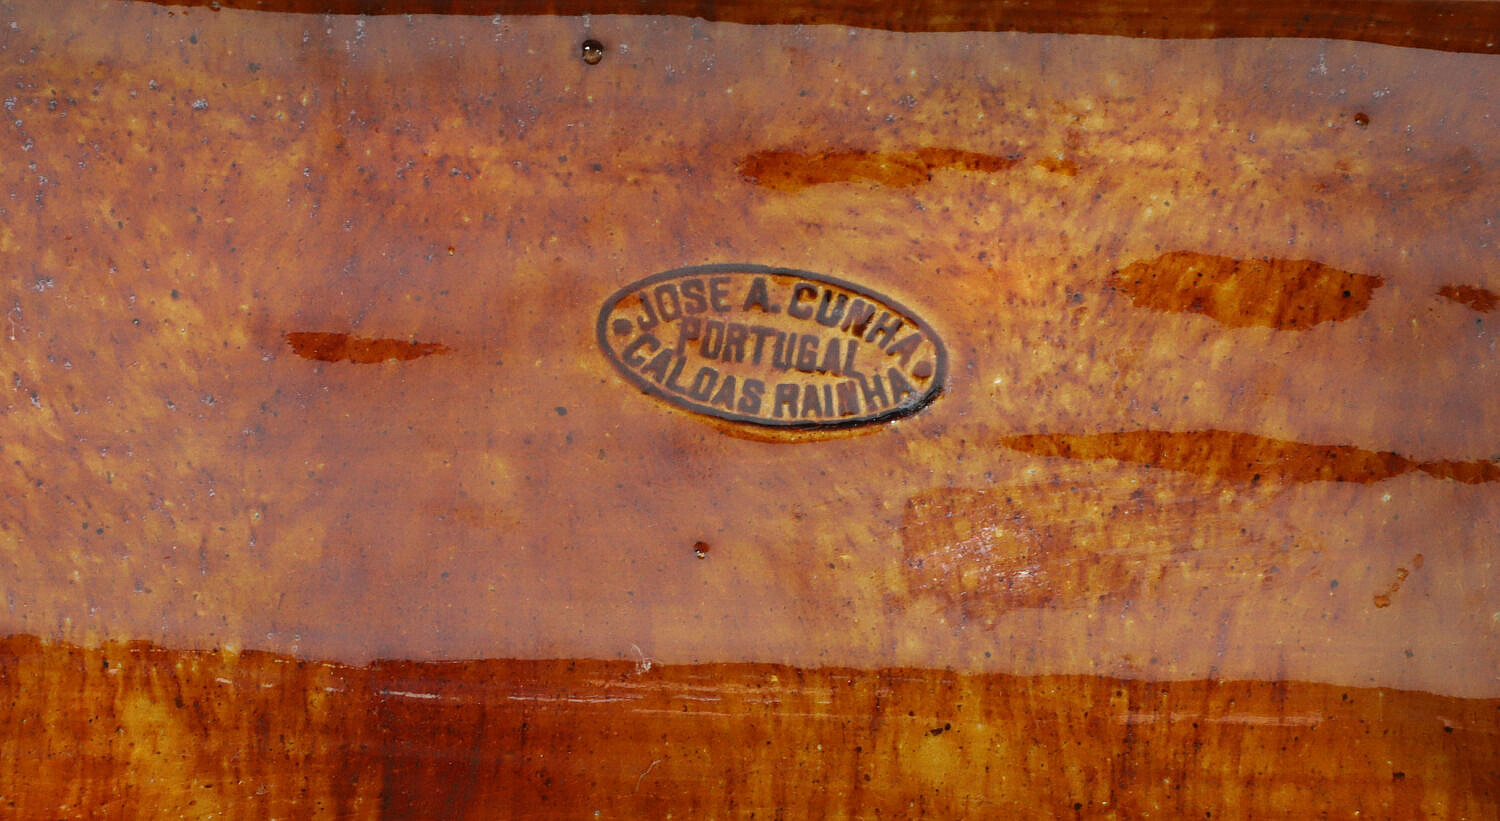 JOSE A. CUNHA
PORTUGAL
CALDAS RAINHA